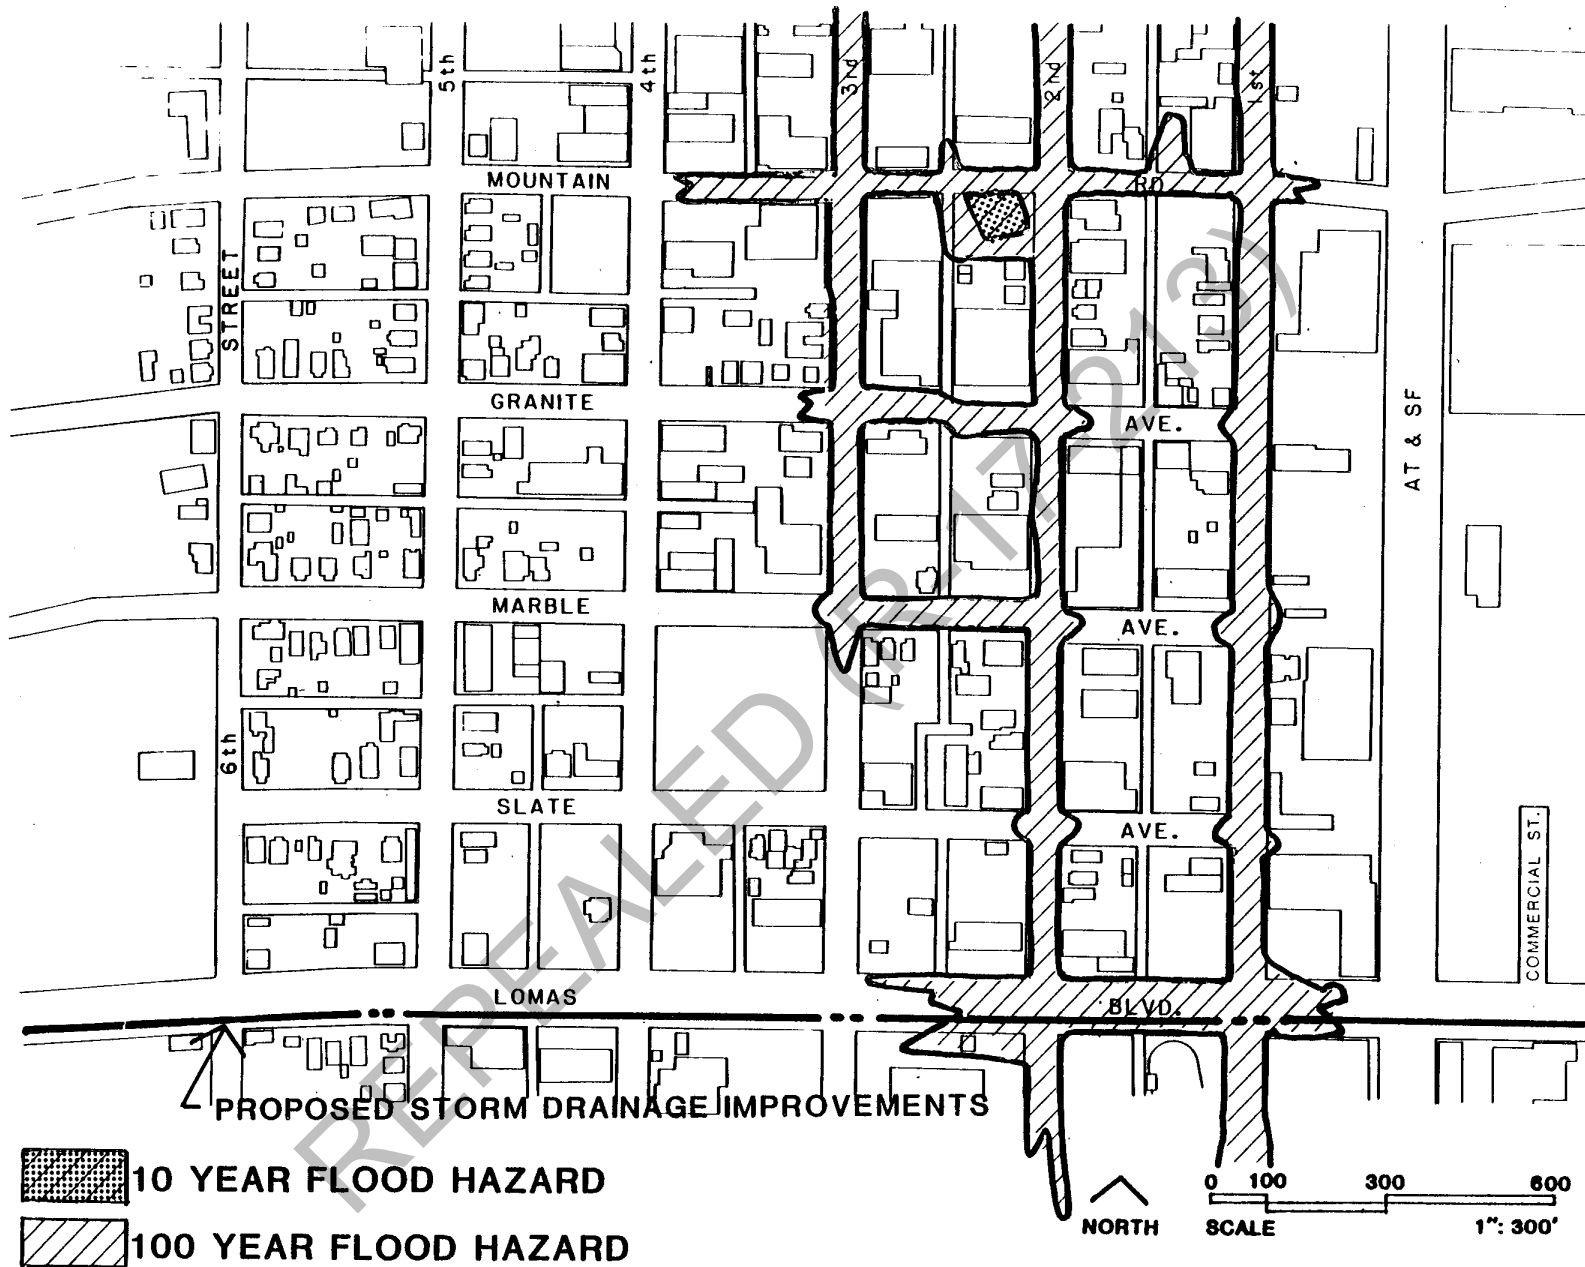 5th
4th
3rd
2nd
1st
MOUNTAIN
RD.
STREET
GRANITE
AVE.
AT & SF
MARBLE
AVE.
6th
SLATE
AVE.
COMMERCIAL ST.
LOMAS
BLVD.
PROPOSED STORM DRAINAGE IMPROVEMENTS
REPEALED (R-17-213)
10 YEAR FLOOD HAZARD
100 YEAR FLOOD HAZARD
NORTH
0 100 300 600
SCALE 1": 300'